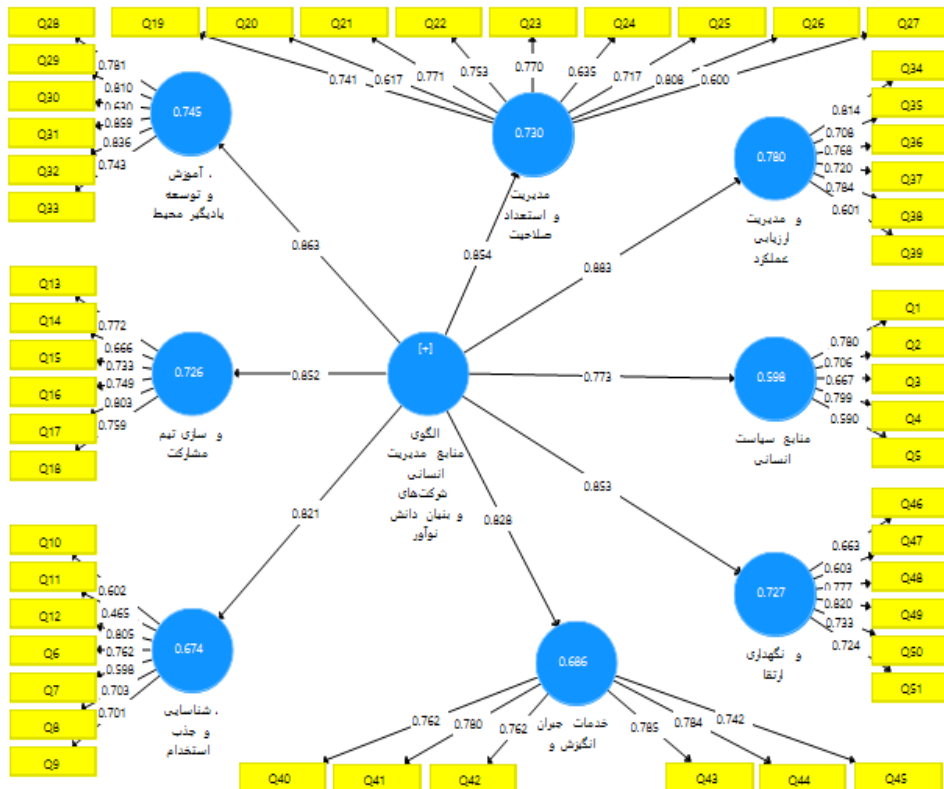 Q28
Q19
Q20
Q21
Q22
Q23
Q24
Q25
Q26
Q27
Q29
Q30
Q31
Q32
Q33
0.781
0.810
0.630
0.859
0.836
0.743
0.745
آموزش ،
و توسعه
یادگیر محیط
0.741
0.617
0.771
0.753
0.770
0.635
0.717
0.808
0.600
0.730
مدیریت
و استعداد
صلاحیت
Q34
Q35
Q36
Q37
Q38
Q39
0.814
0.708
0.768
0.720
0.784
0.601
0.780
و مدیریت
ارزیابی
عملکرد
0.863
0.854
0.883
Q13
Q14
Q15
Q16
Q17
Q18
0.772
0.666
0.733
0.749
0.803
0.759
0.726
و سازی تیم
مشارکت
0.852
[+]
الگوی
منابع مدیریت
انسانی
شرکت‌های
و بنیان دانش
نوآور
0.773
Q1
Q2
Q3
Q4
Q5
0.780
0.706
0.667
0.799
0.590
0.598
منابع سیاست
انسانی
0.821
0.828
0.853
Q10
Q11
Q12
Q6
Q7
Q8
Q9
0.602
0.465
0.805
0.762
0.598
0.703
0.701
0.674
شناسایی ،
و جذب
استخدام
0.686
خدمات جبران
انگیزش و
0.762
0.780
0.762
0.785
0.784
0.742
Q40
Q41
Q42
Q43
Q44
Q45
Q46
Q47
Q48
Q49
Q50
Q51
0.663
0.603
0.777
0.820
0.733
0.724
0.727
و نگهداری
ارتقا